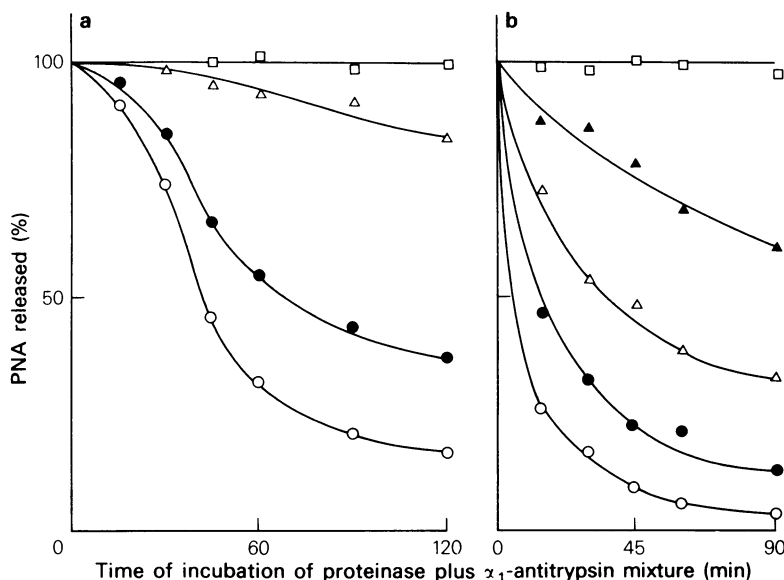 a
b
100
50
PNA released (%)
0
60
120
0
45
90
Time of incubation of proteinase plus α₁-antitrypsin mixture (min)